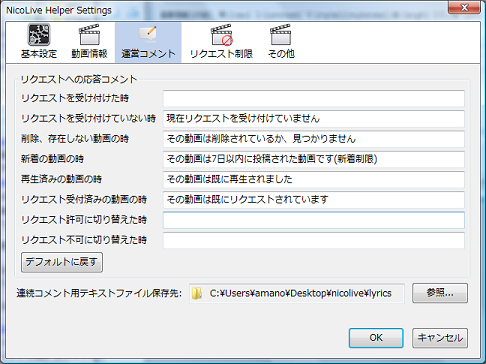 NicoLive Helper Settings
基本設定 動画情報 運営コメント リクエスト制限 その他
リクエストへの応答コメント
リクエストを受け付けた時
リクエストを受け付けていない時 現在リクエストを受け付けていません
削除、存在しない動画の時 その動画は削除されているか、見つかりません
新着の動画の時 その動画は7日以内に投稿された動画です(新着制限)
再生済みの動画の時 その動画は既に再生されました
リクエスト受付済みの動画の時 その動画は既にリクエストされています
リクエスト許可に切り替えた時
リクエスト不可に切り替えた時
デフォルトに戻す
連続コメント用テキストファイル保存先: C:¥Users¥amano¥Desktop¥nicolive¥lyrics 参照...
OK キャンセル